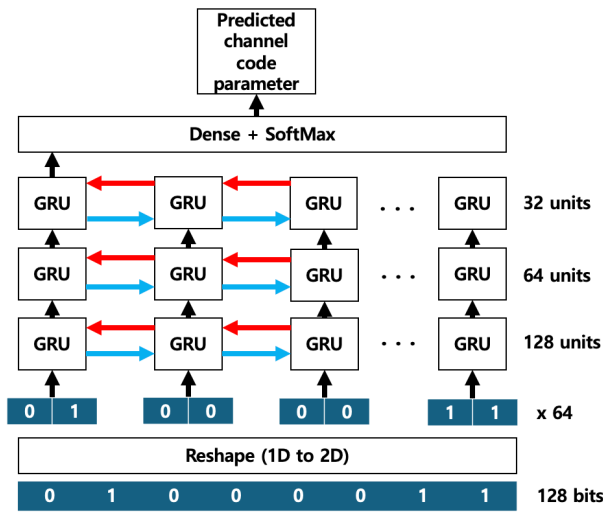 Predicted
channel
code
parameter
Dense + SoftMax
GRU GRU GRU . . . GRU 32 units
GRU GRU GRU . . . GRU 64 units
GRU GRU GRU . . . GRU 128 units
0 1 0 0 0 0 1 1 x 64
Reshape (1D to 2D)
0 1 0 0 0 0 1 1 128 bits